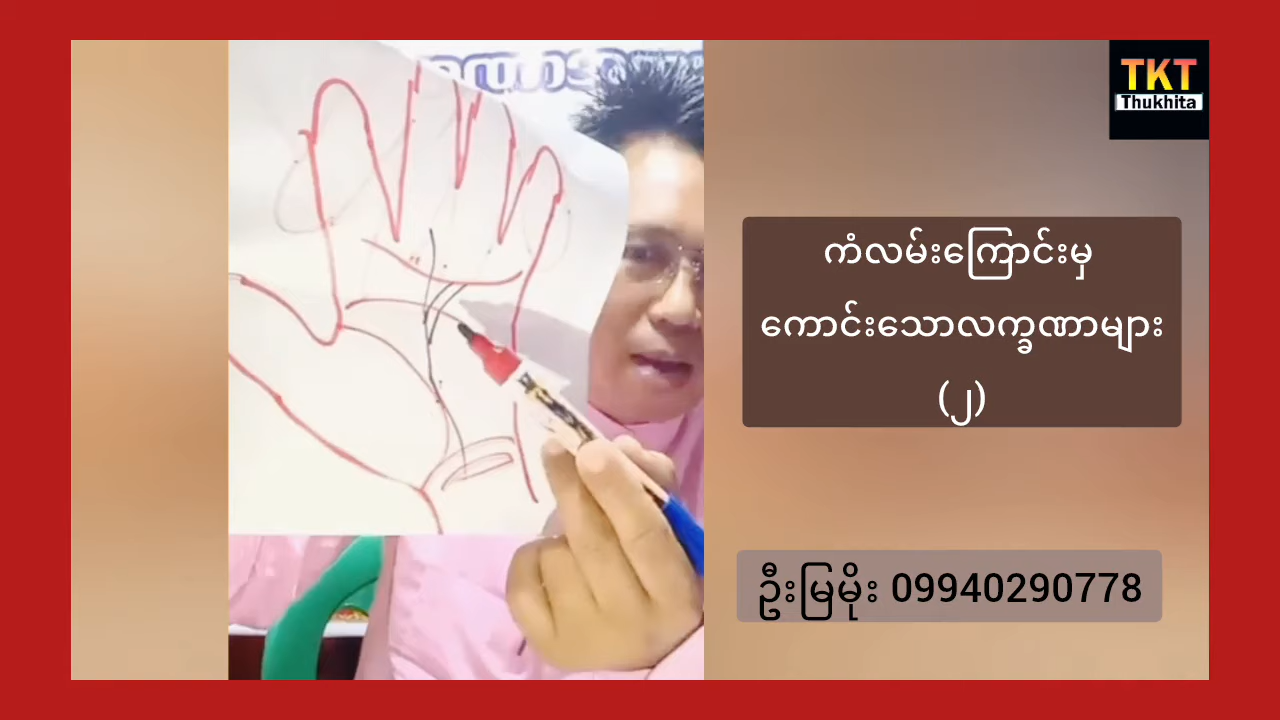 TKT
Thukhita
ကံလမ်းကြောင်းမှ
ကောင်းသောလက္ခဏာများ
(၂)
ဦးမြမိုး 09940290778